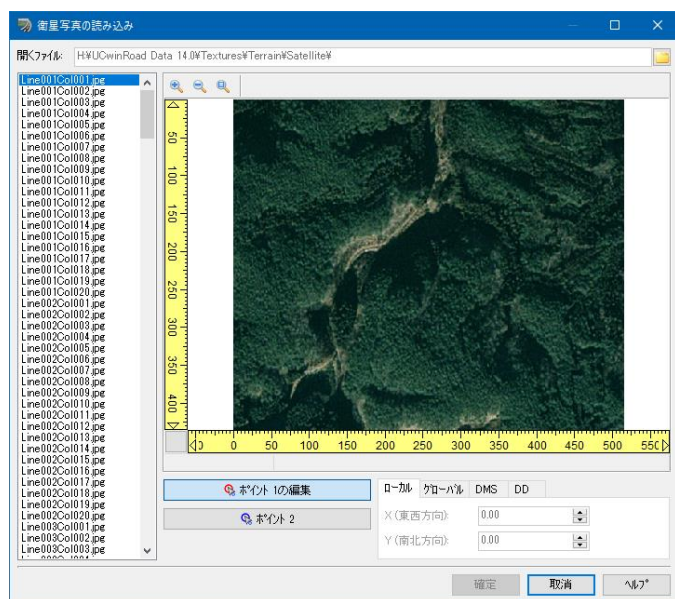 衛星写真の読み込み
開くファイル: H:¥UCwinRoad Data 14.0¥Textures¥Terrain¥Satellite¥
Line001Col001.jpg
Line001Col002.jpg
Line001Col003.jpg
Line001Col004.jpg
Line001Col005.jpg
Line001Col006.jpg
Line001Col007.jpg
Line001Col008.jpg
Line001Col009.jpg
Line001Col010.jpg
Line001Col011.jpg
Line001Col012.jpg
Line001Col013.jpg
Line001Col014.jpg
Line001Col015.jpg
Line001Col016.jpg
Line001Col017.jpg
Line001Col018.jpg
Line001Col019.jpg
Line001Col020.jpg
Line002Col001.jpg
Line002Col002.jpg
Line002Col003.jpg
Line002Col004.jpg
Line002Col005.jpg
Line002Col006.jpg
Line002Col007.jpg
Line002Col008.jpg
Line002Col009.jpg
Line002Col010.jpg
Line002Col011.jpg
Line002Col012.jpg
Line002Col013.jpg
Line002Col014.jpg
Line002Col015.jpg
Line002Col016.jpg
Line002Col017.jpg
Line002Col018.jpg
Line002Col019.jpg
Line002Col020.jpg
Line003Col001.jpg
Line003Col002.jpg
Line003Col003.jpg
50
100
150
200
250
300
350
400
0 50 100 150 200 250 300 350 400 450 500 550
ポイント 1の編集
ポイント 2
ローカル グローバル DMS DD
X (東西方向): 0.00
Y (南北方向): 0.00
確定 取消 ヘルプ